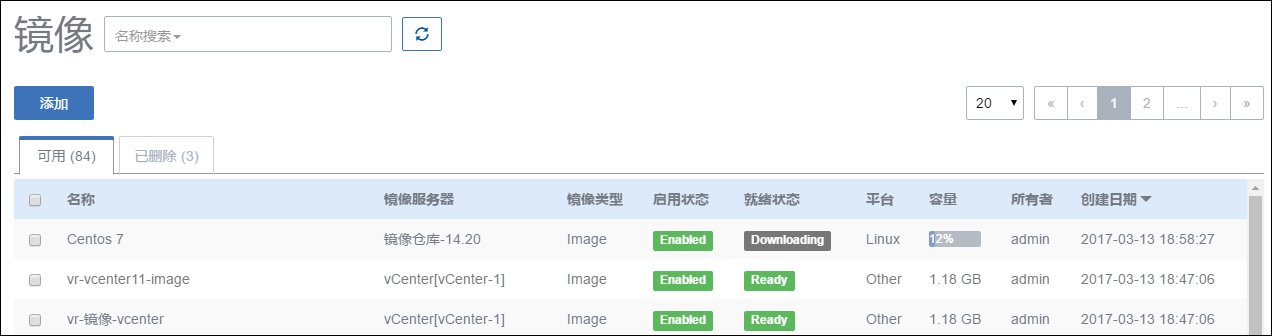 镜像 名称搜索
添加 20 « ‹ 1 2 ... › »
可用 (84) 已删除 (3)
名称 镜像服务器 镜像类型 启用状态 就绪状态 平台 容量 所有者 创建日期
Centos 7 镜像仓库-14.20 Image Enabled Downloading Linux 12% admin 2017-03-13 18:58:27
vr-vcenter11-image vCenter[vCenter-1] Image Enabled Ready Other 1.18 GB admin 2017-03-13 18:47:06
vr-镜像-vcenter vCenter[vCenter-1] Image Enabled Ready Other 1.18 GB admin 2017-03-13 18:47:06